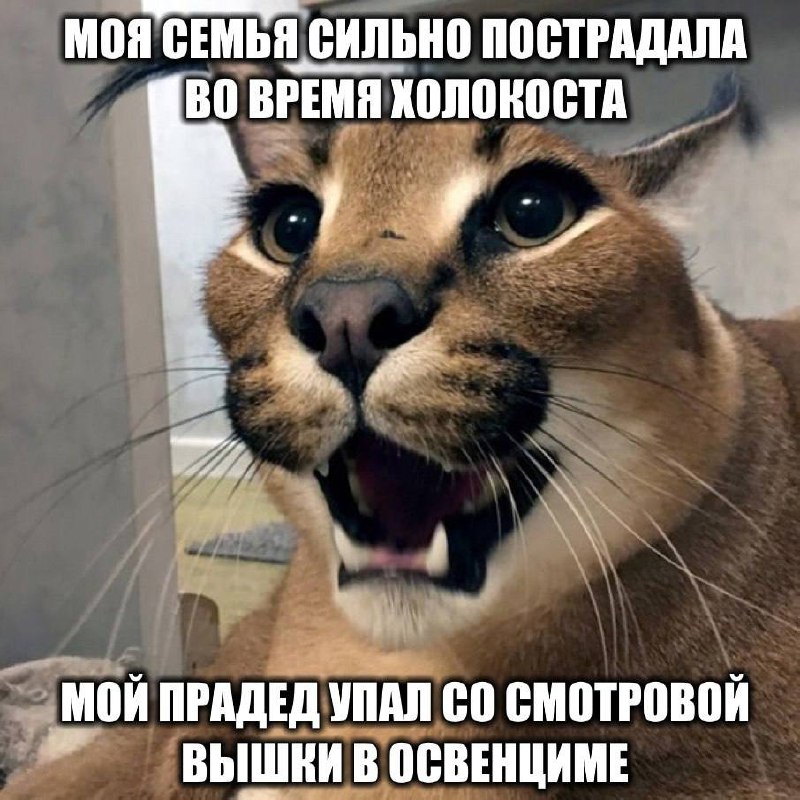 МОЯ СЕМЬЯ СИЛЬНО ПОСТРАДАЛА
ВО ВРЕМЯ ХОЛОКОСТА
МОЙ ПРАДЕД УПАЛ СО СМОТРОВОЙ
ВЫШКИ В ОСВЕНЦИМЕ